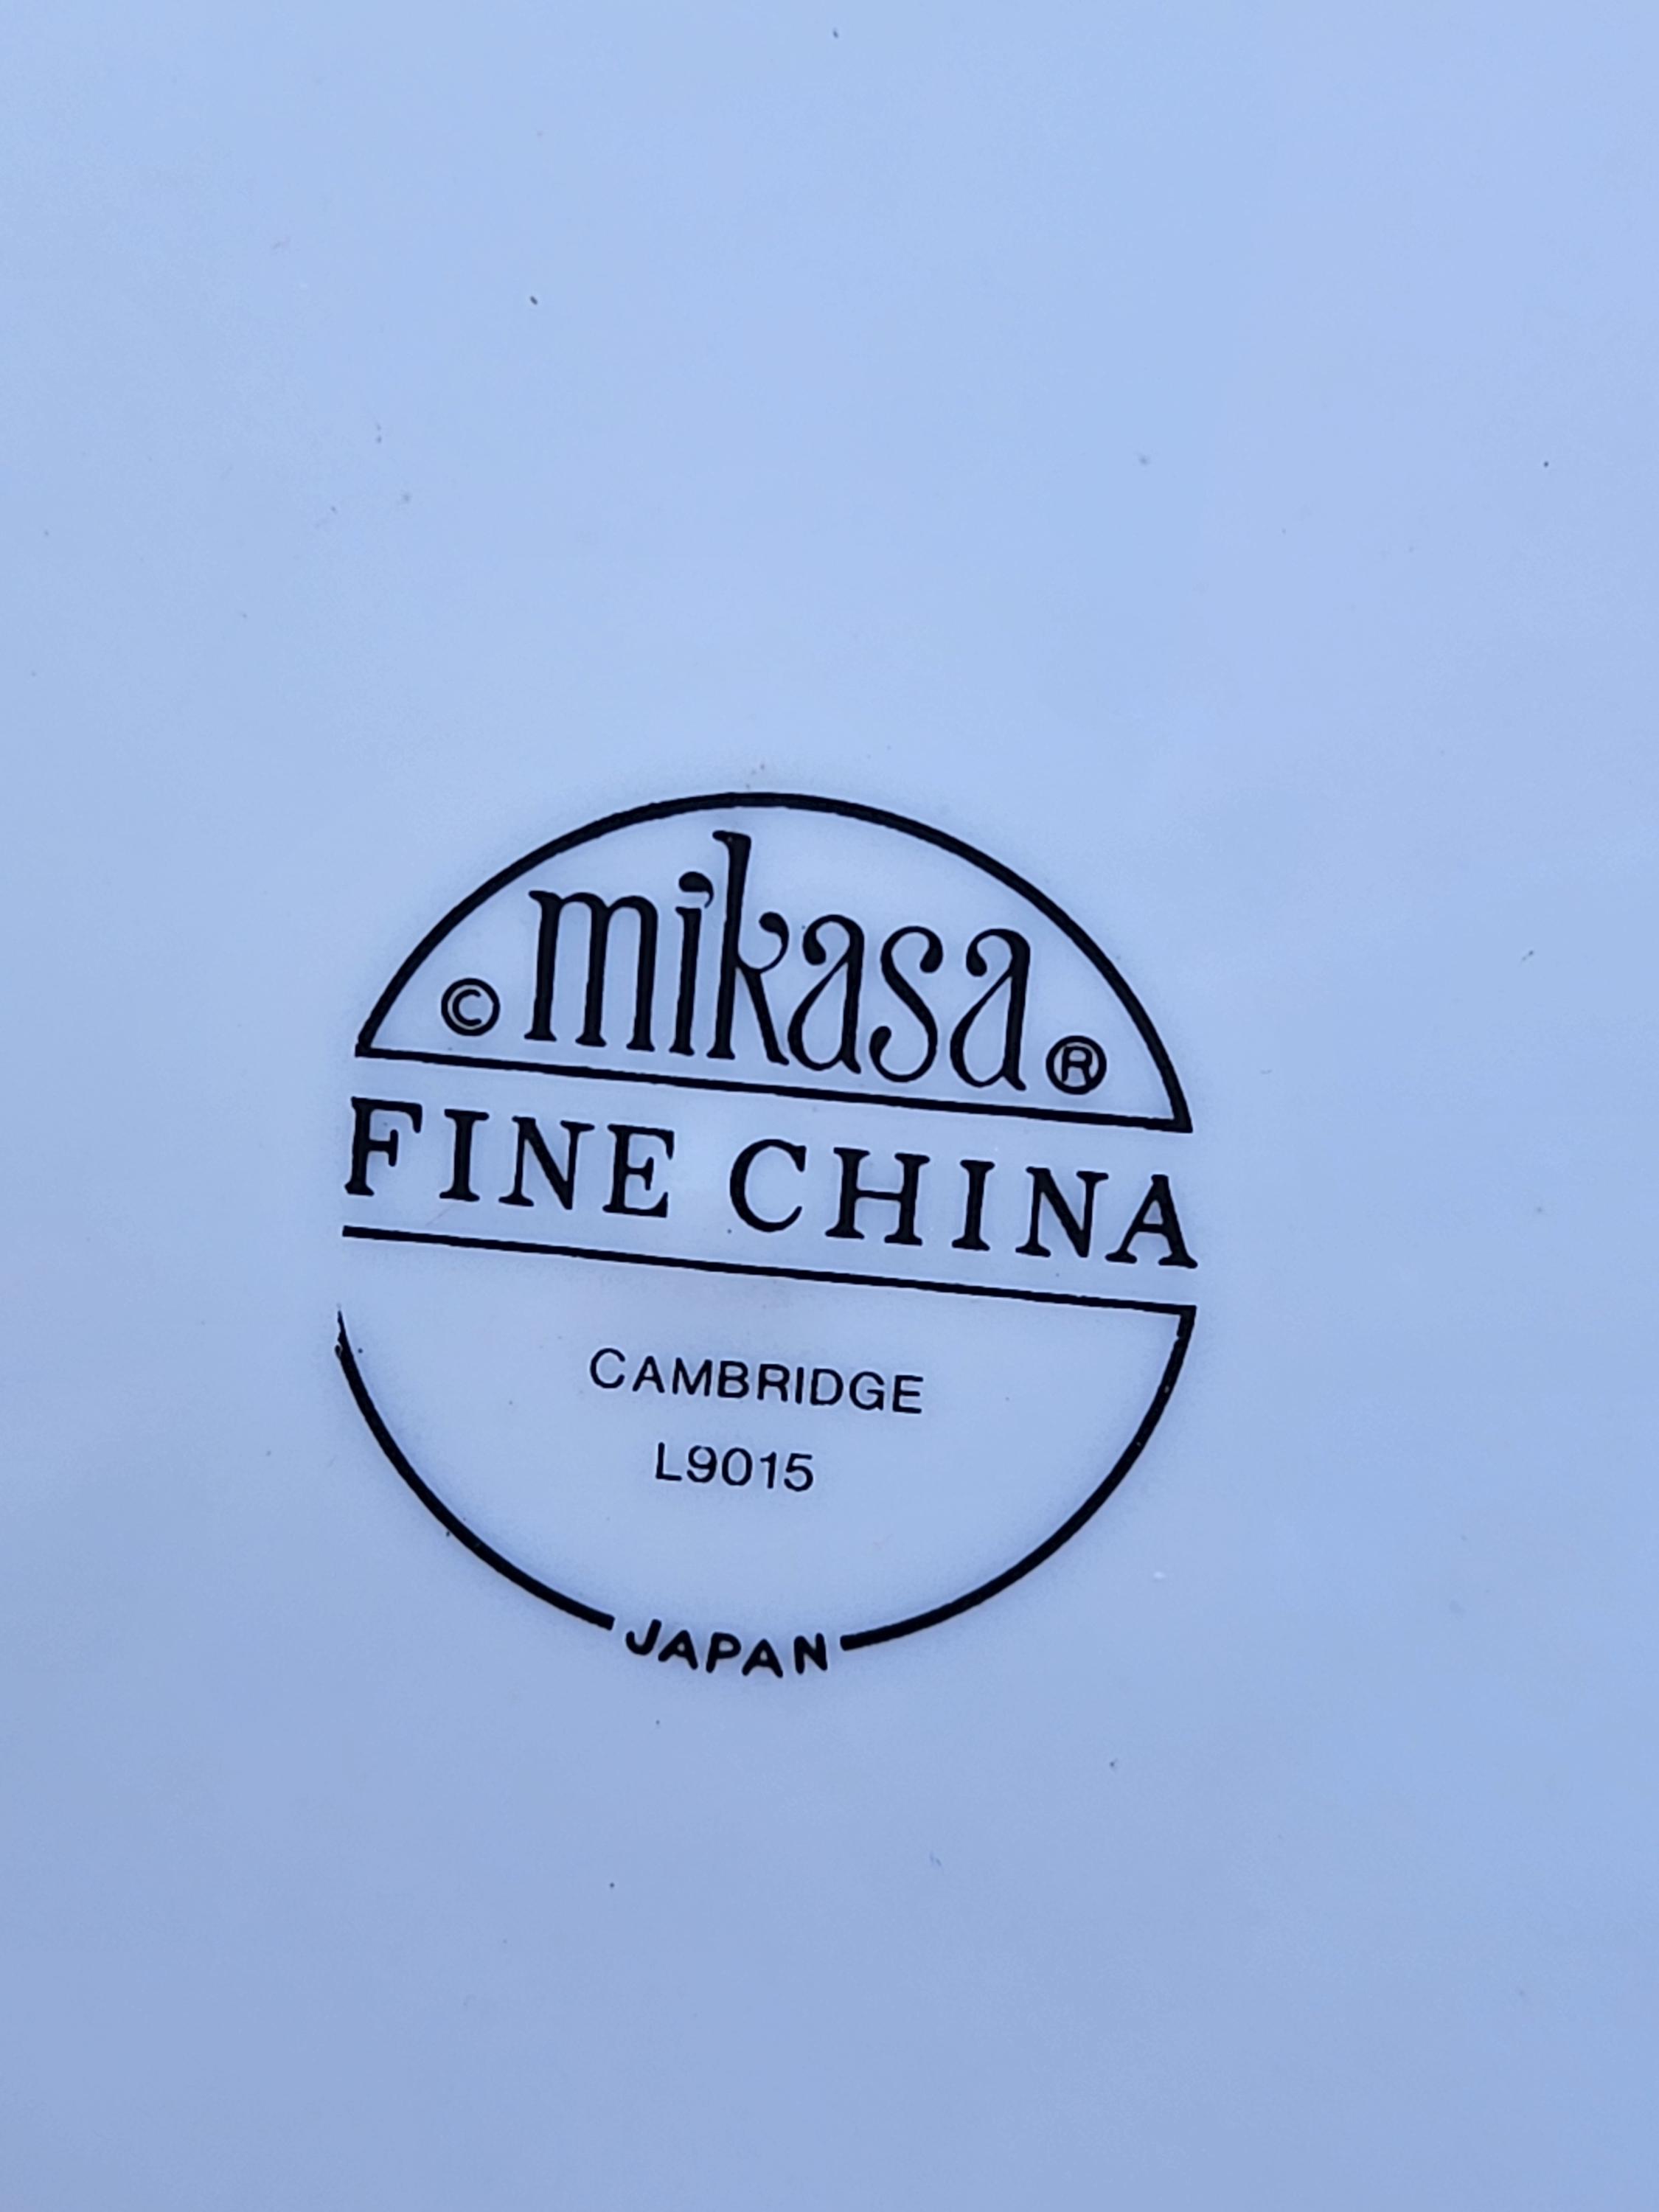 © mikasa ®
FINE CHINA
CAMBRIDGE
L9015
JAPAN